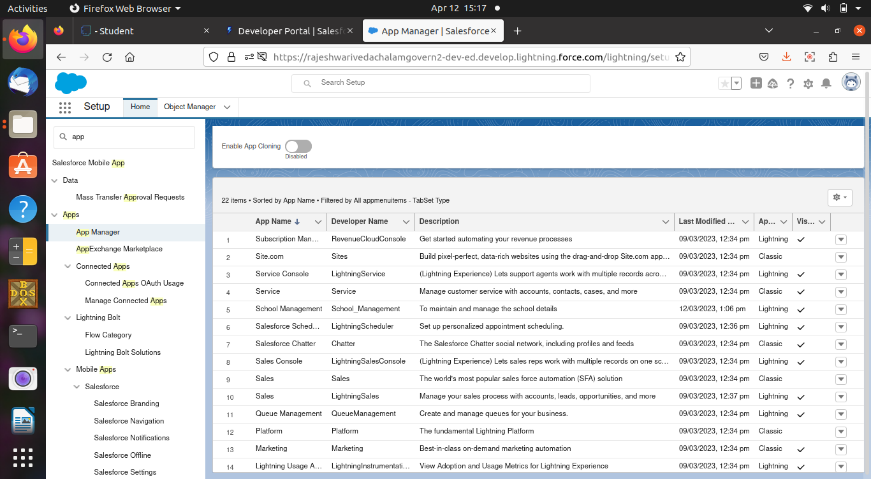 Activities
Firefox Web Browser
Apr 12 15:17
- Student
Developer Portal | Salesf
App Manager | Salesforce
https://rajeshwarivedachalamgovern2-dev-ed.develop.lightning.force.com/lightning/setu
Search Setup
Setup
Home
Object Manager
app
Salesforce Mobile App
Data
Mass Transfer Approval Requests
Apps
App Manager
AppExchange Marketplace
Connected Apps
Connected Apps OAuth Usage
Manage Connected Apps
Lightning Bolt
Flow Category
Lightning Bolt Solutions
Mobile Apps
Salesforce
Salesforce Branding
Salesforce Navigation
Salesforce Notifications
Salesforce Offline
Salesforce Settings
Enable App Cloning
Disabled
22 items • Sorted by App Name • Filtered by All appmenuitems - TabSet Type
App Name ↓ Developer Name Description Last Modified ... Ap... Vis...
1 Subscription Man... RevenueCloudConsole Get started automating your revenue processes 09/03/2023, 12:34 pm Lightning
2 Site.com Sites Build pixel-perfect, data-rich websites using the drag-and-drop Site.com app... 09/03/2023, 12:34 pm Classic
3 Service Console LightningService (Lightning Experience) Lets support agents work with multiple records acro... 09/03/2023, 12:34 pm Lightning
4 Service Service Manage customer service with accounts, contacts, cases, and more 09/03/2023, 12:34 pm Classic
5 School Management School_Management To maintain and manage the school details 12/03/2023, 1:06 pm Lightning
6 Salesforce Sched... LightningScheduler Set up personalized appointment scheduling. 09/03/2023, 12:36 pm Lightning
7 Salesforce Chatter Chatter The Salesforce Chatter social network, including profiles and feeds 09/03/2023, 12:34 pm Classic
8 Sales Console LightningSalesConsole (Lightning Experience) Lets sales reps work with multiple records on one sc... 09/03/2023, 12:34 pm Lightning
9 Sales Sales The world's most popular sales force automation (SFA) solution 09/03/2023, 12:34 pm Classic
10 Sales LightningSales Manage your sales process with accounts, leads, opportunities, and more 09/03/2023, 12:37 pm Lightning
11 Queue Management QueueManagement Create and manage queues for your business. 09/03/2023, 12:34 pm Lightning
12 Platform Platform The fundamental Lightning Platform 09/03/2023, 12:34 pm Classic
13 Marketing Marketing Best-in-class on-demand marketing automation 09/03/2023, 12:34 pm Classic
14 Lightning Usage A... LightningInstrumentati... View Adoption and Usage Metrics for Lightning Experience 09/03/2023, 12:34 pm Lightning